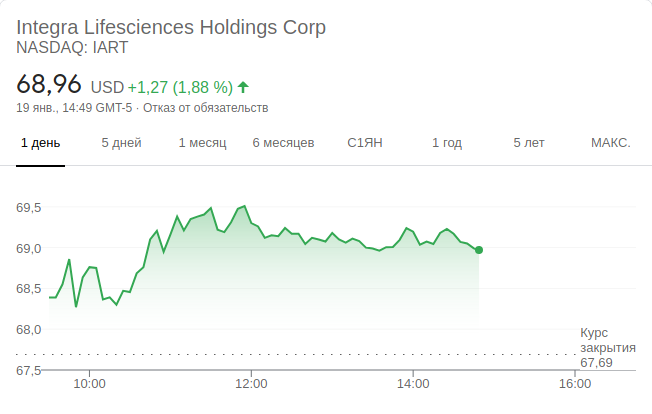 Integra Lifesciences Holdings Corp
NASDAQ: IART
68,96 USD +1,27 (1,88 %)
19 янв., 14:49 GMT-5 · Отказ от обязательств
1 день 5 дней 1 месяц 6 месяцев С1ЯН 1 год 5 лет МАКС.
69,5
69,0
68,5
68,0
Курс
закрытия
67,69
67,5
10:00 12:00 14:00 16:00